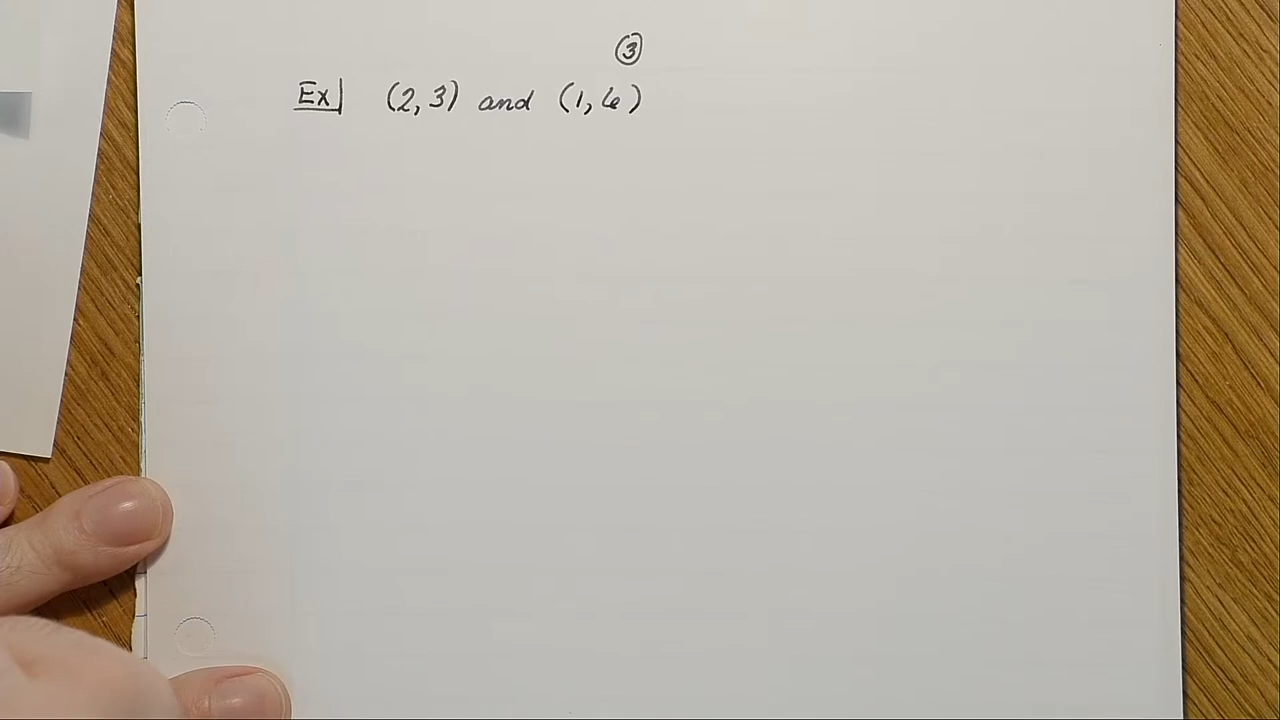 ③
Ex| (2,3) and (1,6)